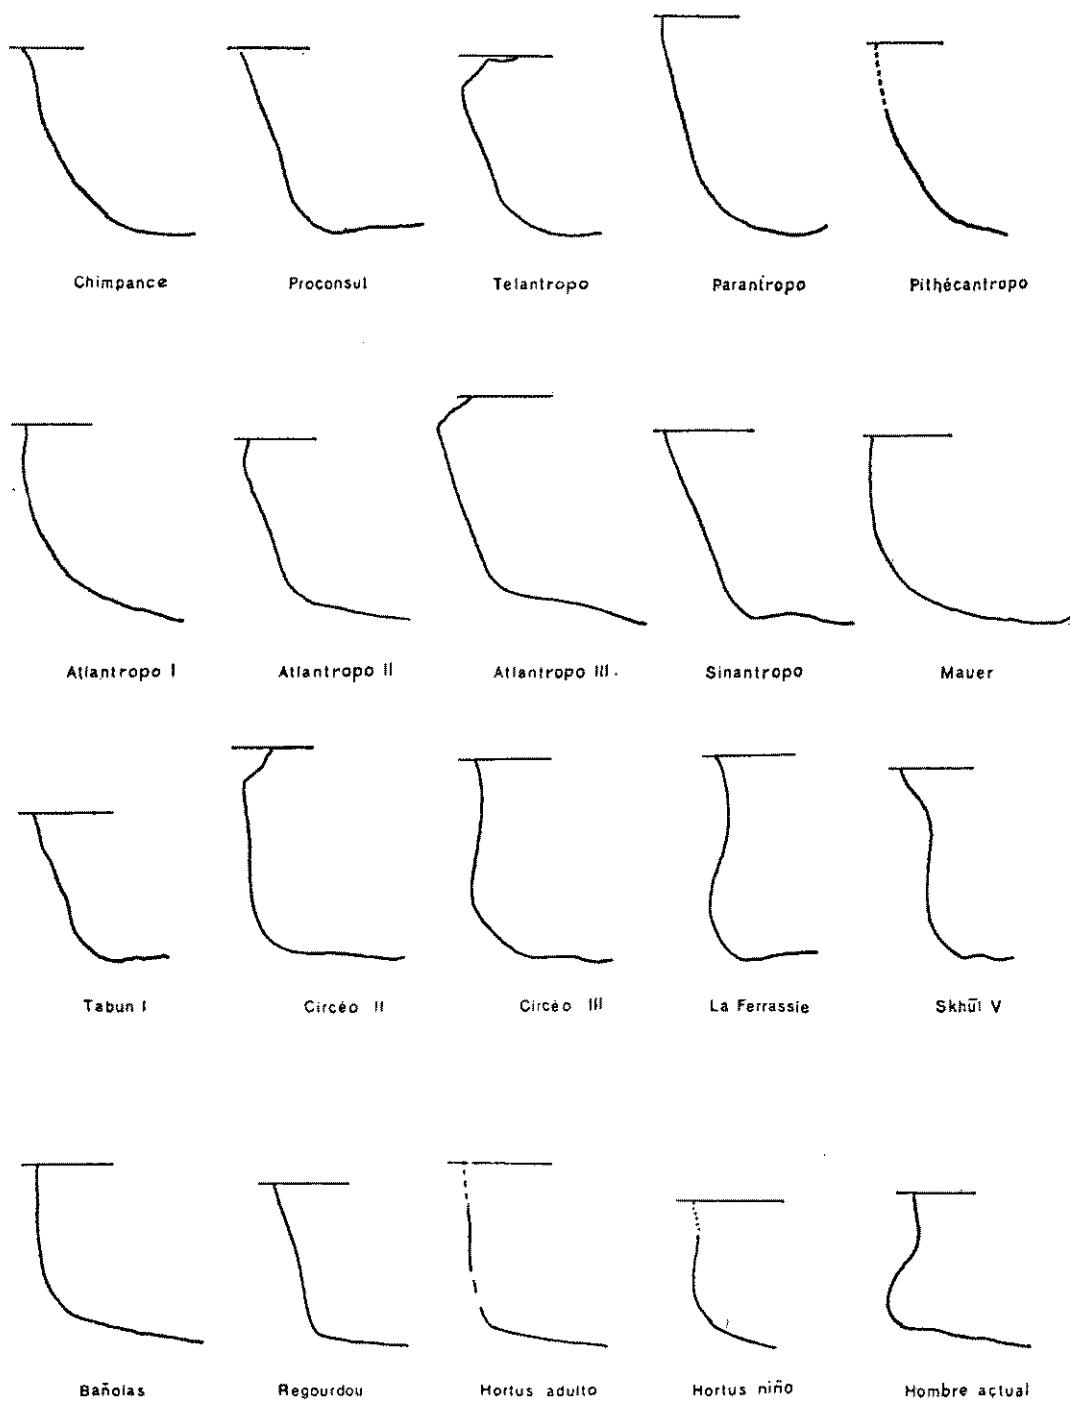 Chimpance Proconsul Telantropo Parantropo Pithécantropo
Atlantropo I Atlantropo II Atlantropo III. Sinantropo Mauer
Tabun I Circéo II Circéo III La Ferrassie Skhūl V
Bañolas Regourdou Hortus adulto Hortus niño Hombre actual